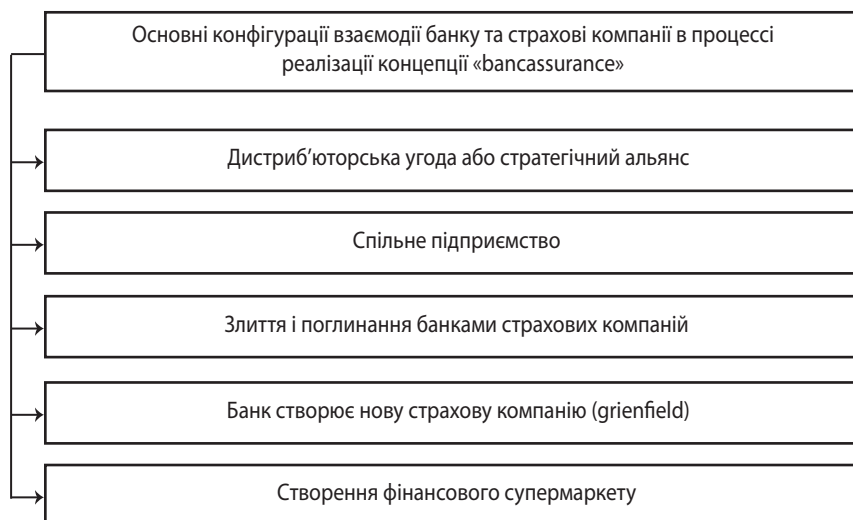 Основні конфігурації взаємодії банку та страхові компанії в процессі
реалізації концепції «bancassurance»
Дистриб’юторська угода або стратегічний альянс
Спільне підприємство
Злиття і поглинання банками страхових компаній
Банк створює нову страхову компанію (grienfield)
Створення фінансового супермаркету